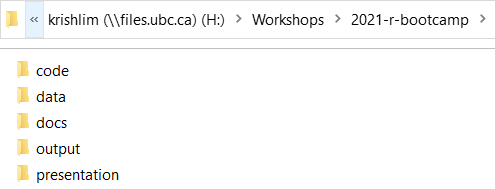 « krishlim (\\files.ubc.ca) (H:) > Workshops > 2021-r-bootcamp >
code
data
docs
output
presentation